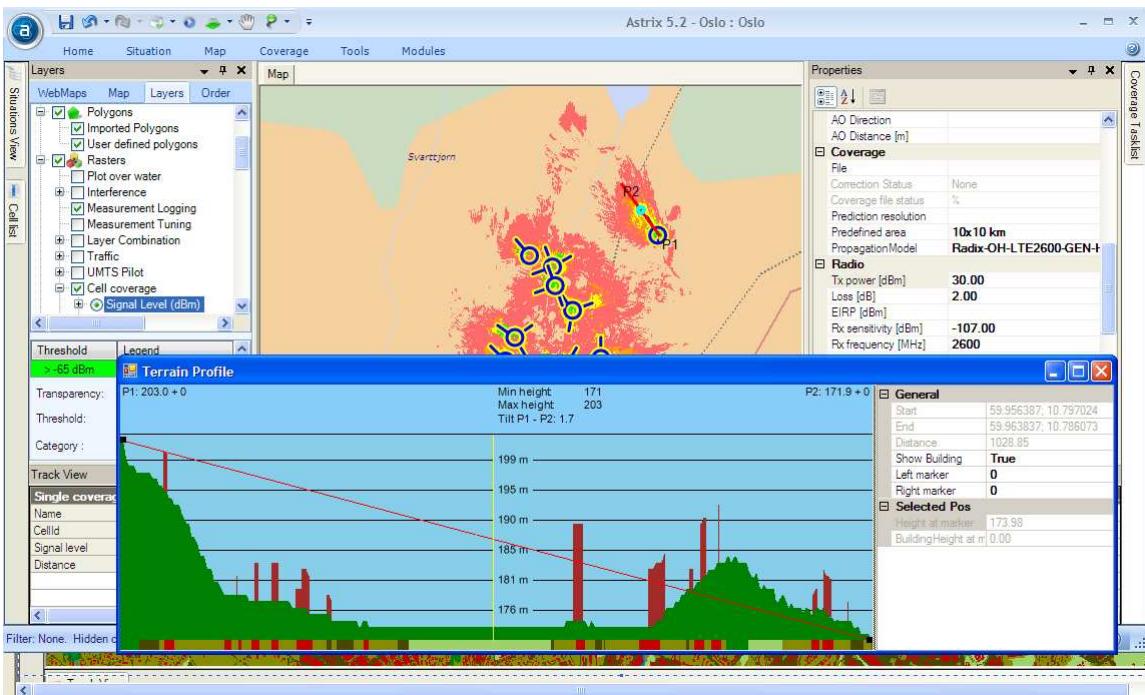 Astrix 5.2 - Oslo : Oslo
Home Situation Map Coverage Tools Modules
Situations View
Cell list
Layers
WebMaps Map Layers Order
Polygons
Imported Polygons
User defined polygons
Rasters
Plot over water
Interference
Measurement Logging
Measurement Tuning
Layer Combination
Traffic
UMTS Pilot
Cell coverage
Signal Level (dBm)
Threshold Legend
> -65 dBm
Transparency:
Threshold:
Category :
Track View
Single coverag
Name
CellId
Signal level
Distance
Filter: None. Hidden c
Map
Svarttjorn
P2
P1
Properties
AO Direction
AO Distance [m]
Coverage
File
Correction Status None
Coverage file status %
Prediction resolution
Predefined area 10x10 km
PropagationModel Radix-OH-LTE2600-GEN-H
Radio
Tx power [dBm] 30.00
Loss [dB] 2.00
EIRP [dBm]
Rx sensitivity [dBm] -107.00
Rx frequency [MHz] 2600
Coverage Tasklist
Terrain Profile
P1: 203.0 + 0
Min height 171
Max height 203
Tilt P1 - P2: 1.7
P2: 171.9 + 0
199 m
195 m
190 m
185 m
181 m
176 m
General
Start 59.956387; 10.797024
End 59.963837; 10.786073
Distance 1028.85
Show Building True
Left marker 0
Right marker 0
Selected Pos
Height at marker 173.98
BuildingHeight at m 0.00